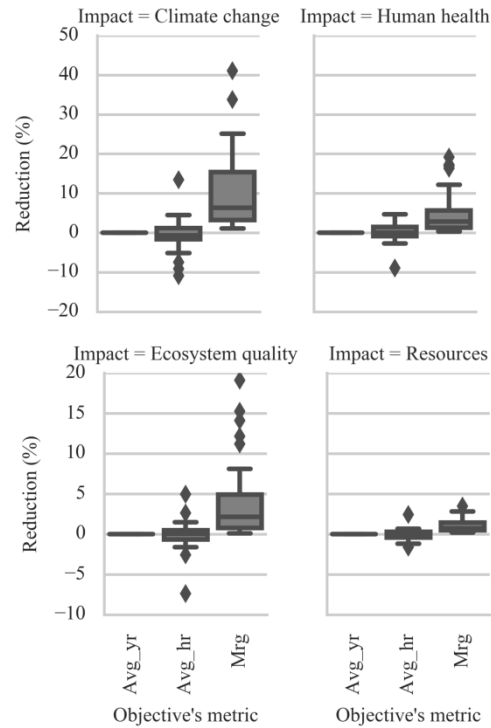 Impact = Climate change
Impact = Human health
50
40
30
20
10
0
−10
−20
Reduction (%)
Impact = Ecosystem quality
Impact = Resources
20
15
10
5
0
−5
−10
Reduction (%)
Avg_yr
Avg_hr
Mrg
Avg_yr
Avg_hr
Mrg
Objective's metric
Objective's metric